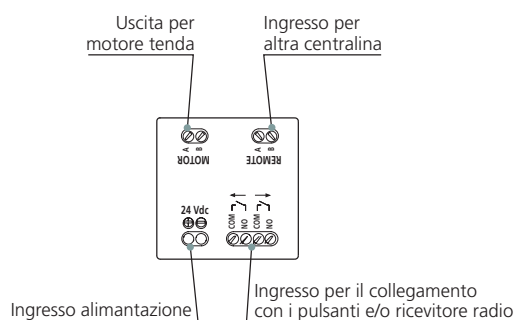 Uscita per
motore tenda
Ingresso per
altra centralina
A B
A B
MOTOR
REMOTE
24 Vdc
COM NO COM NO
Ingresso alimantazione
Ingresso per il collegamento
con i pulsanti e/o ricevitore radio